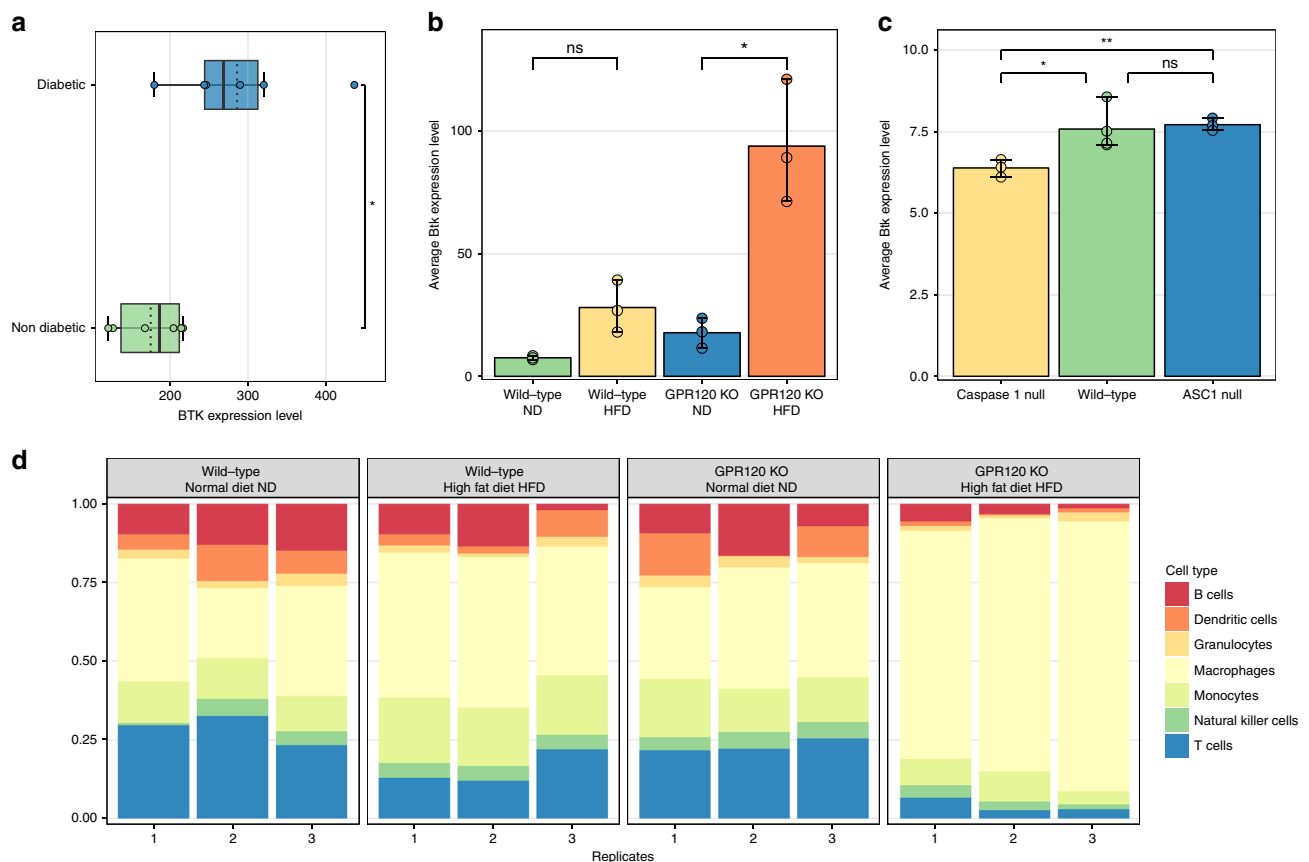 a
Diabetic
Non diabetic
*
200
300
400
BTK expression level
b
Average Btk expression level
100
50
0
ns
*
Wild–type
ND
Wild–type
HFD
GPR120 KO
ND
GPR120 KO
HFD
c
Average Btk expression level
10.0
7.5
5.0
2.5
0.0
**
*
ns
Caspase 1 null
Wild–type
ASC1 null
d
Wild–type
Normal diet ND
Wild–type
High fat diet HFD
GPR120 KO
Normal diet ND
GPR120 KO
High fat diet HFD
1.00
0.75
0.50
0.25
0.00
1 2 3
1 2 3
1 2 3
1 2 3
Replicates
Cell type
B cells
Dendritic cells
Granulocytes
Macrophages
Monocytes
Natural killer cells
T cells